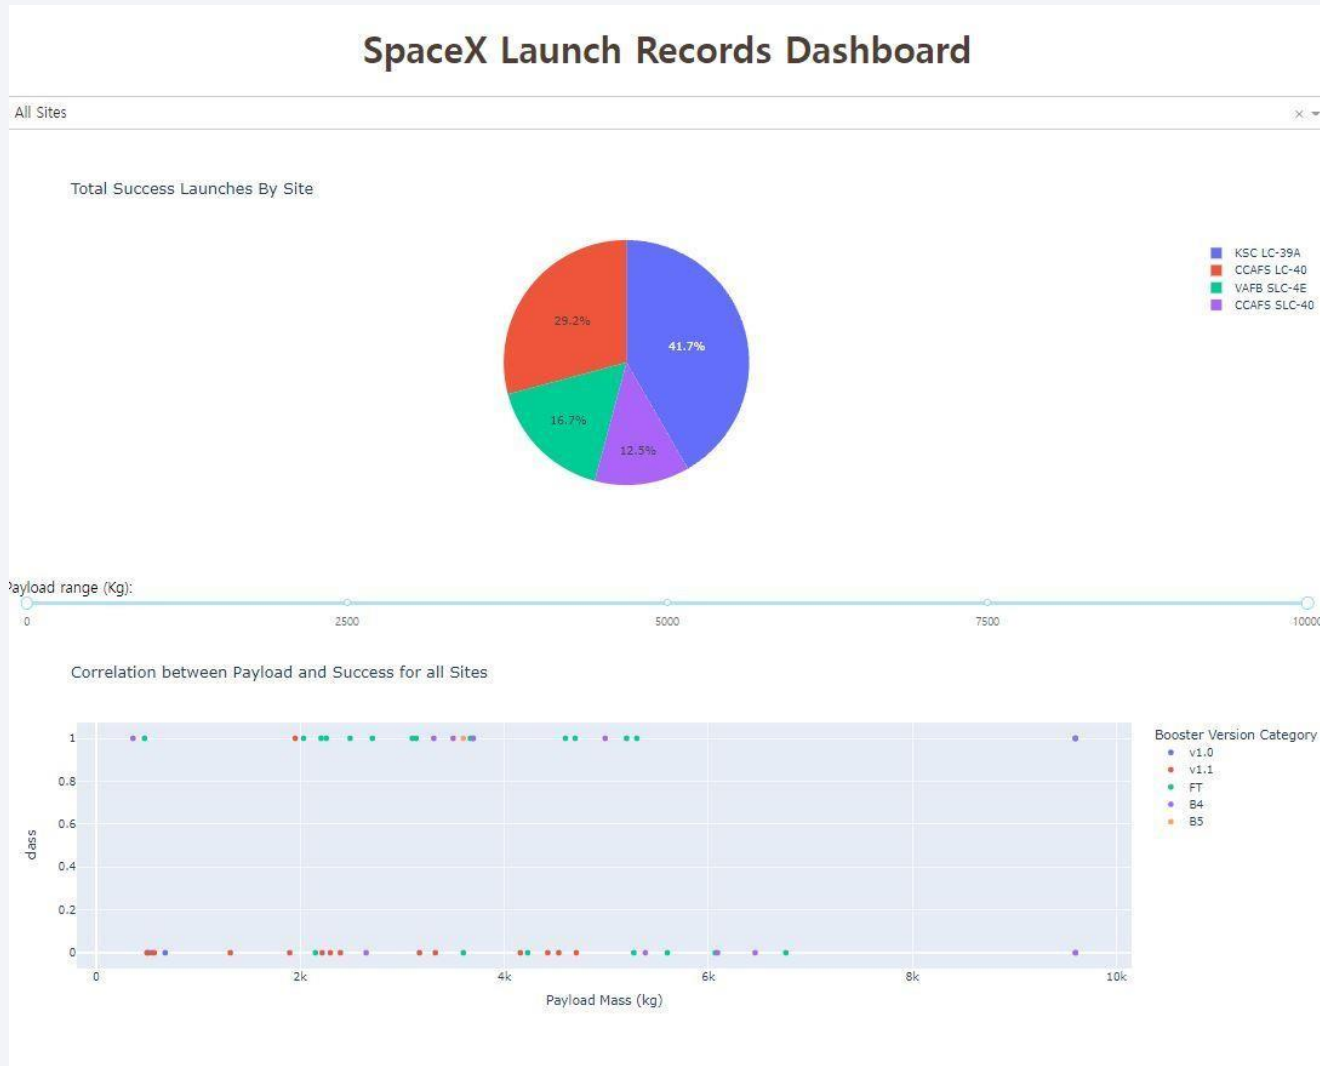 SpaceX Launch Records Dashboard
All Sites
×
Total Success Launches By Site
KSC LC-39A
CCAFS LC-40
VAFB SLC-4E
CCAFS SLC-40
29.2%
41.7%
16.7%
12.5%
Payload range (Kg):
0 2500 5000 7500 10000
Correlation between Payload and Success for all Sites
Booster Version Category
v1.0
v1.1
FT
B4
B5
class
1
0.8
0.6
0.4
0.2
0
0 2k 4k 6k 8k 10k
Payload Mass (kg)